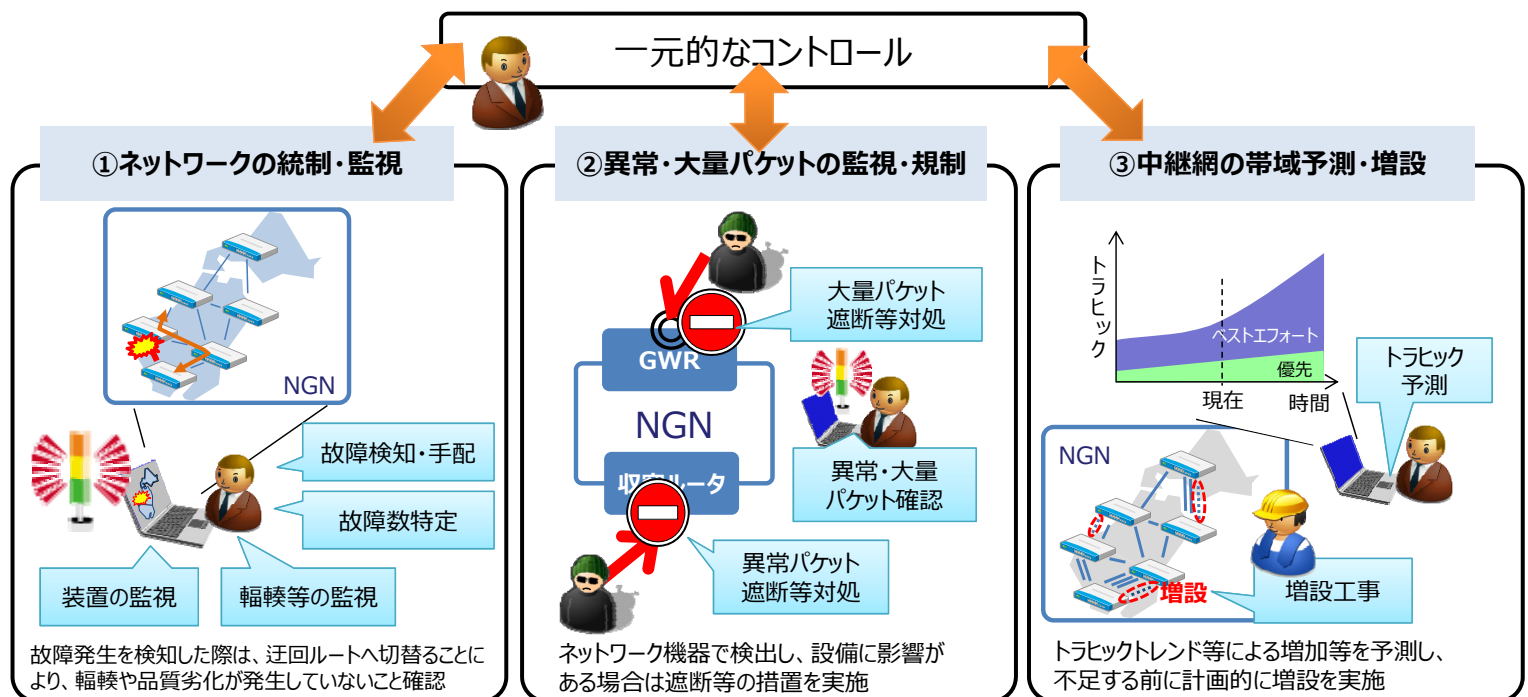 一元的なコントロール
①ネットワークの統制・監視
NGN
故障検知・手配
故障数特定
装置の監視
輻輳等の監視
故障発生を検知した際は、迂回ルートへ切替ることに
より、輻輳や品質劣化が発生していないこと確認
②異常・大量パケットの監視・規制
大量パケット
遮断等対処
GWR
NGN
収容ルータ
異常・大量
パケット確認
異常パケット
遮断等対処
ネットワーク機器で検出し、設備に影響が
ある場合は遮断等の措置を実施
③中継網の帯域予測・増設
トラヒック
ベストエフォート
優先
現在
時間
トラヒック
予測
NGN
増設
増設工事
トラヒックトレンド等による増加等を予測し、
不足する前に計画的に増設を実施